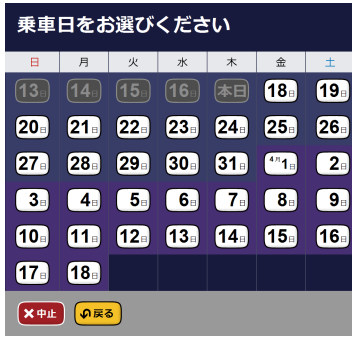 乗車日をお選びください
日 月 火 水 木 金 土
13日 14日 15日 16日 本日 18日 19日
20日 21日 22日 23日 24日 25日 26日
27日 28日 29日 30日 31日 4月1日 2日
3日 4日 5日 6日 7日 8日 9日
10日 11日 12日 13日 14日 15日 16日
17日 18日
中止 戻る